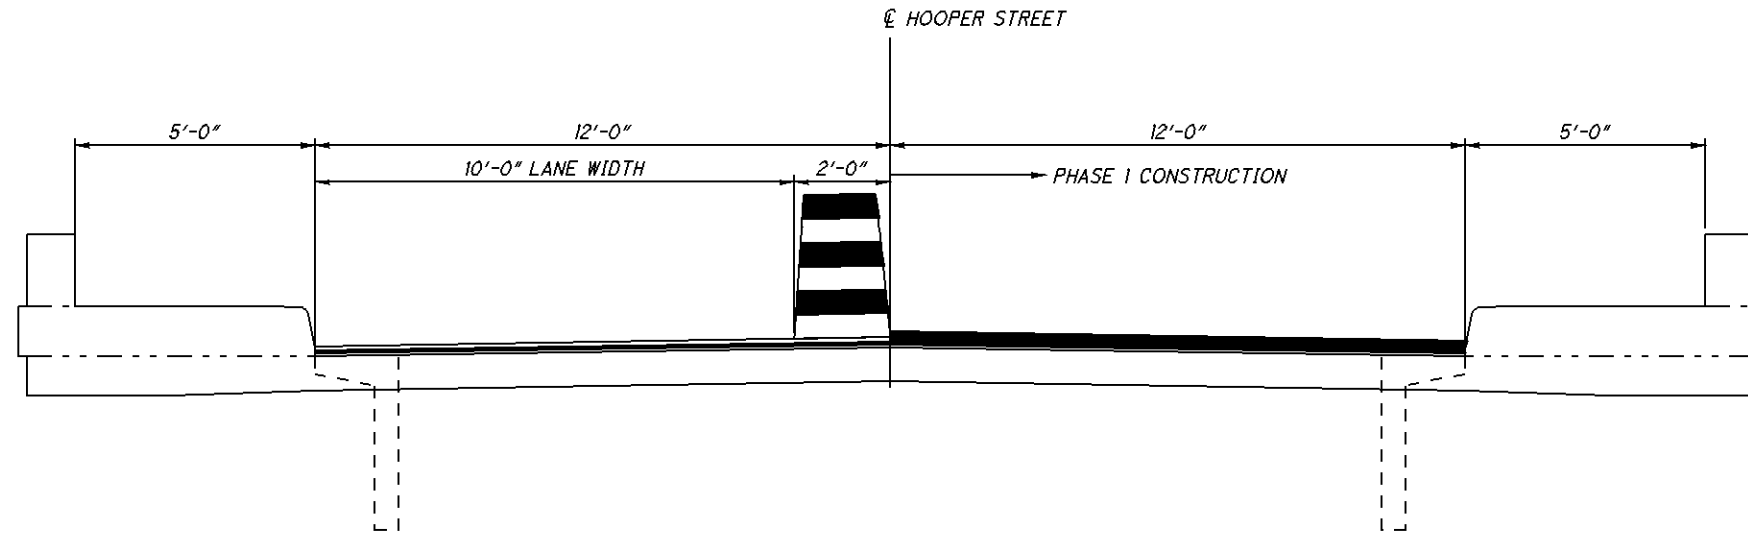 ℄ HOOPER STREET
5'-0" 12'-0" 12'-0" 5'-0"
10'-0" LANE WIDTH 2'-0" PHASE 1 CONSTRUCTION